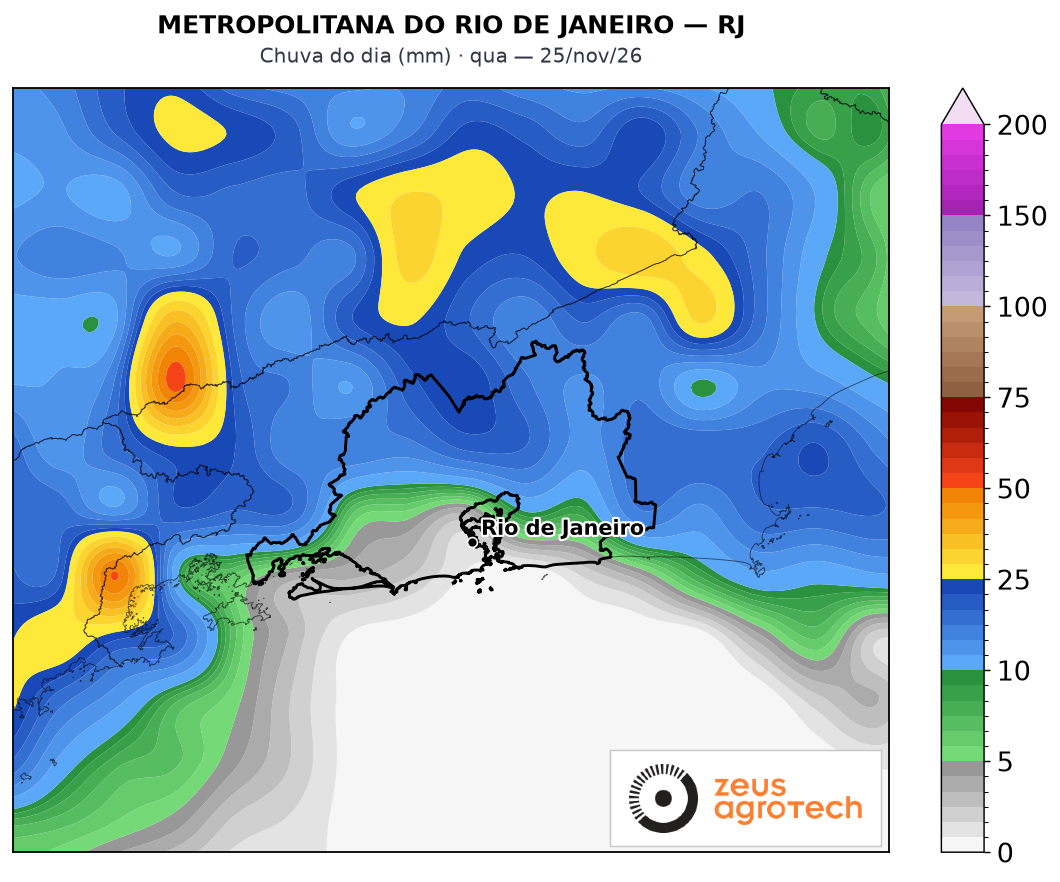 METROPOLITANA DO RIO DE JANEIRO — RJ
Chuva do dia (mm) · qua — 25/nov/26
200
150
100
75
50
25
10
5
0
Rio de Janeiro
zeus
agrotech